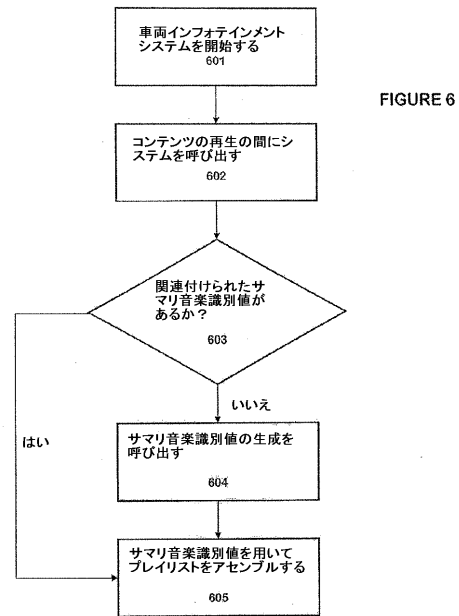 車両インフォテインメント
システムを開始する
601
FIGURE 6
コンテンツの再生の間にシ
ステムを呼び出す
602
関連付けられたサ
マリ音楽識別値が
あるか？
603
いいえ
はい
サマリ音楽識別値の生成を
呼び出す
604
サマリ音楽識別値を用いて
プレイリストをアセンブルする
605